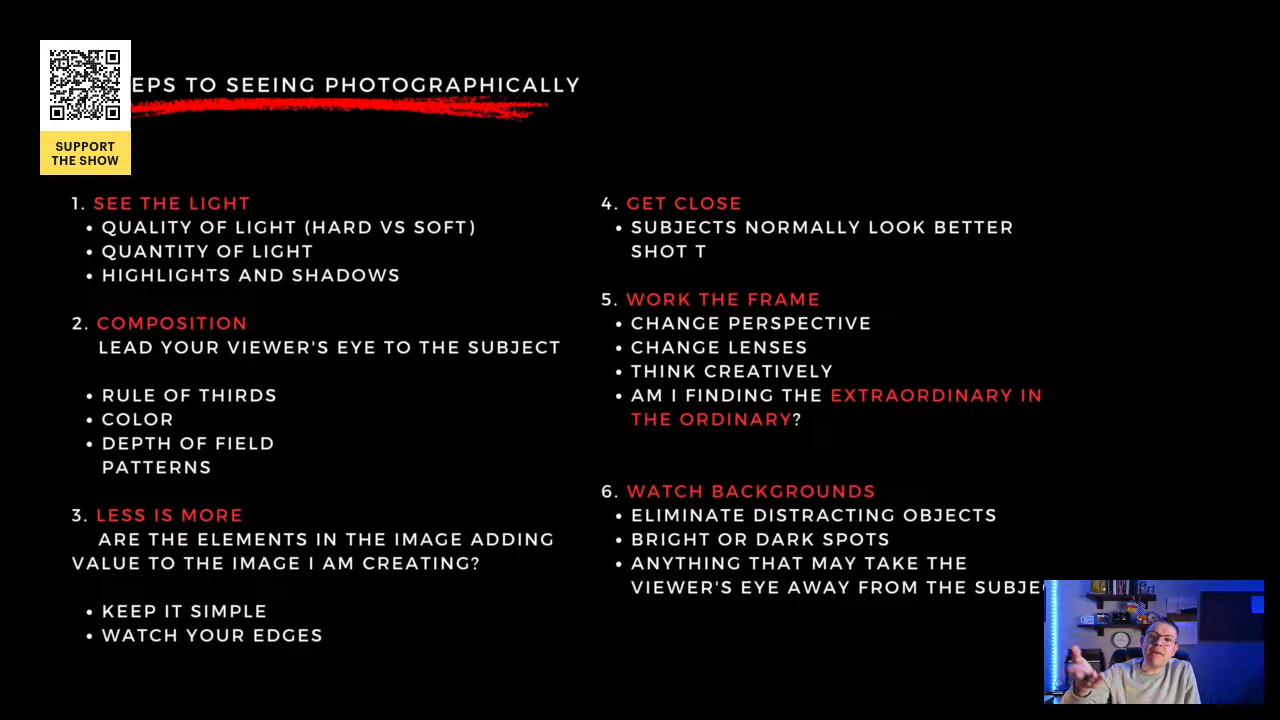 EPS TO SEEING PHOTOGRAPHICALLY
SUPPORT
THE SHOW
1. SEE THE LIGHT
• QUALITY OF LIGHT (HARD VS SOFT)
• QUANTITY OF LIGHT
• HIGHLIGHTS AND SHADOWS
2. COMPOSITION
LEAD YOUR VIEWER'S EYE TO THE SUBJECT
• RULE OF THIRDS
• COLOR
• DEPTH OF FIELD
PATTERNS
3. LESS IS MORE
ARE THE ELEMENTS IN THE IMAGE ADDING
VALUE TO THE IMAGE I AM CREATING?
• KEEP IT SIMPLE
• WATCH YOUR EDGES
4. GET CLOSE
• SUBJECTS NORMALLY LOOK BETTER
SHOT T
5. WORK THE FRAME
• CHANGE PERSPECTIVE
• CHANGE LENSES
• THINK CREATIVELY
• AM I FINDING THE EXTRAORDINARY IN
THE ORDINARY?
6. WATCH BACKGROUNDS
• ELIMINATE DISTRACTING OBJECTS
• BRIGHT OR DARK SPOTS
• ANYTHING THAT MAY TAKE THE
VIEWER'S EYE AWAY FROM THE SUBJEC